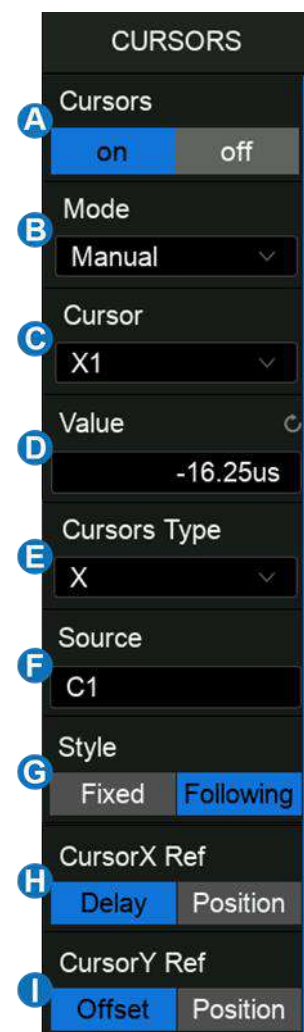 CURSORS
A
Cursors
on off
B
Mode
Manual
C
Cursor
X1
D
Value
-16.25us
E
Cursors Type
X
F
Source
C1
G
Style
Fixed Following
H
CursorX Ref
Delay Position
I
CursorY Ref
Offset Position